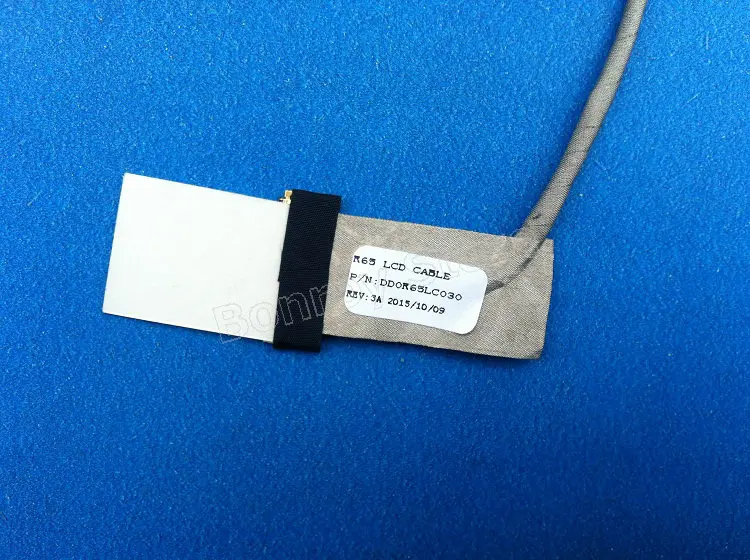 R65 LCD CABLE
P/N:DD0R65LC030
REV:3A 2015/10/09